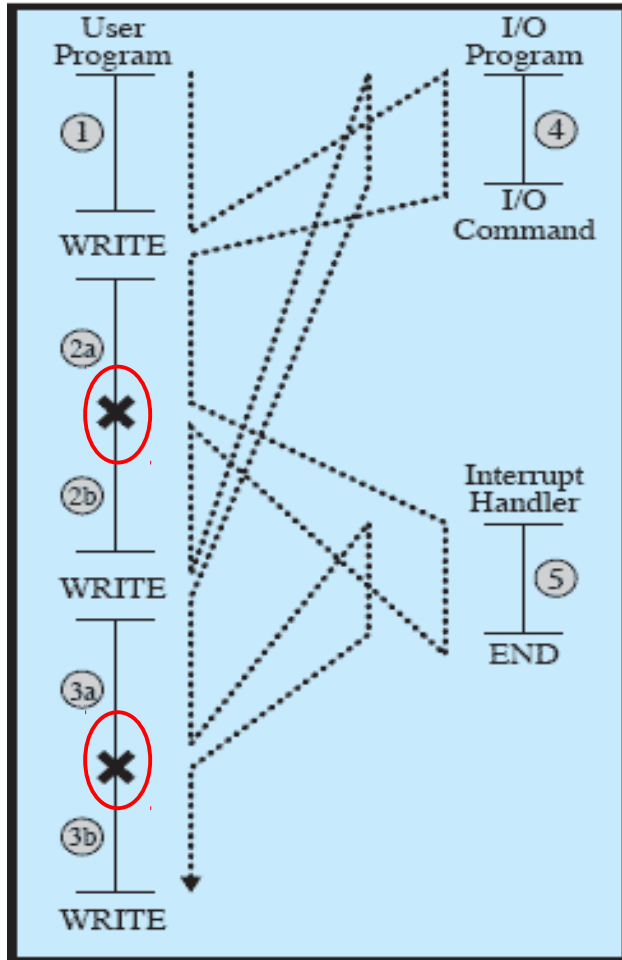 User
Program
I/O
Program
1
4
I/O
Command
WRITE
2a
2b
Interrupt
Handler
5
END
WRITE
3a
3b
WRITE